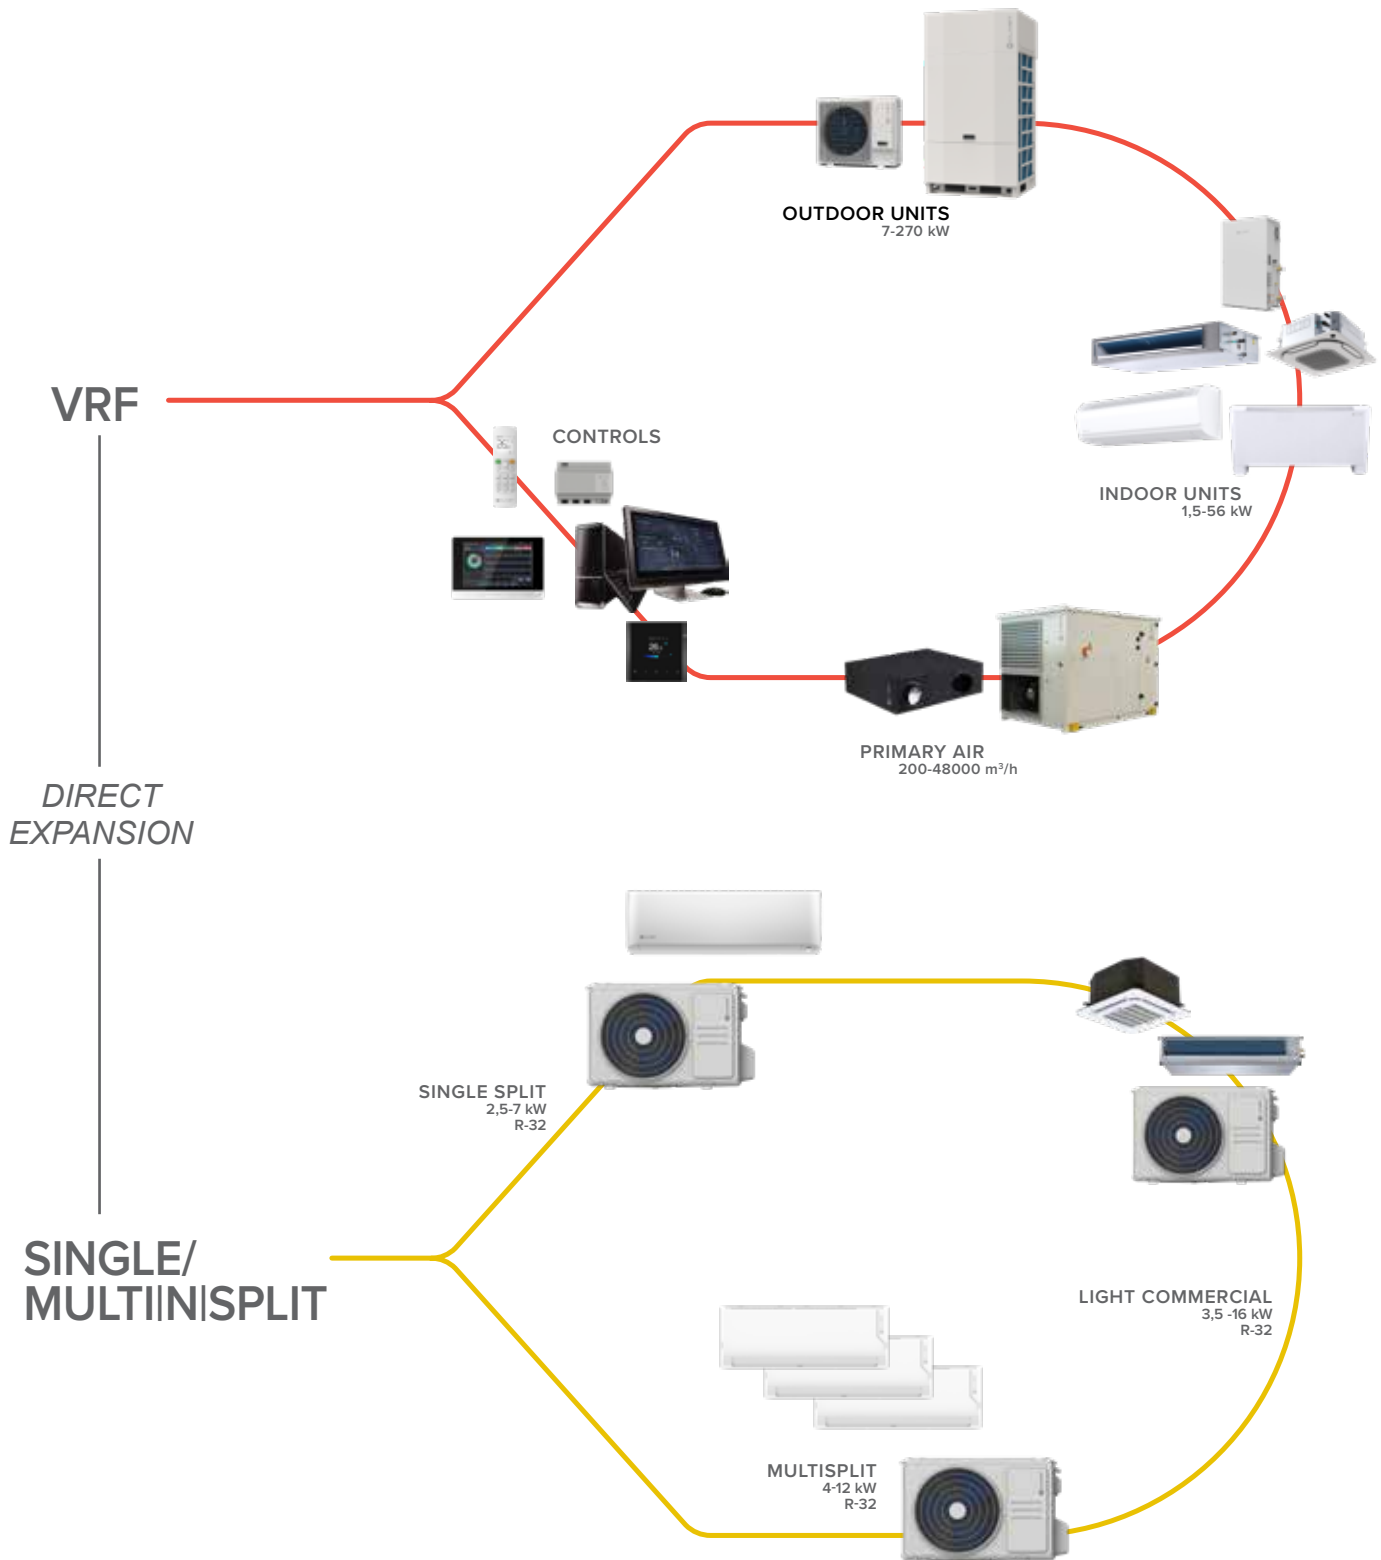 OUTDOOR UNITS
7-270 kW
VRF
CONTROLS
INDOOR UNITS
1,5-56 kW
PRIMARY AIR
200-48000 m³/h
DIRECT
EXPANSION
SINGLE SPLIT
2,5-7 kW
R-32
SINGLE/
MULTI|N|SPLIT
LIGHT COMMERCIAL
3,5 -16 kW
R-32
MULTISPLIT
4-12 kW
R-32